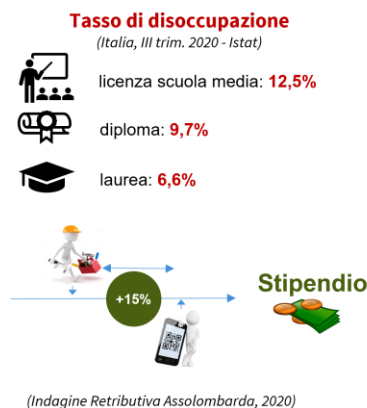 Tasso di disoccupazione
(Italia, III trim. 2020 - Istat)
licenza scuola media: 12,5%
diploma: 9,7%
laurea: 6,6%
+15%
Stipendio
(Indagine Retributiva Assolombarda, 2020)